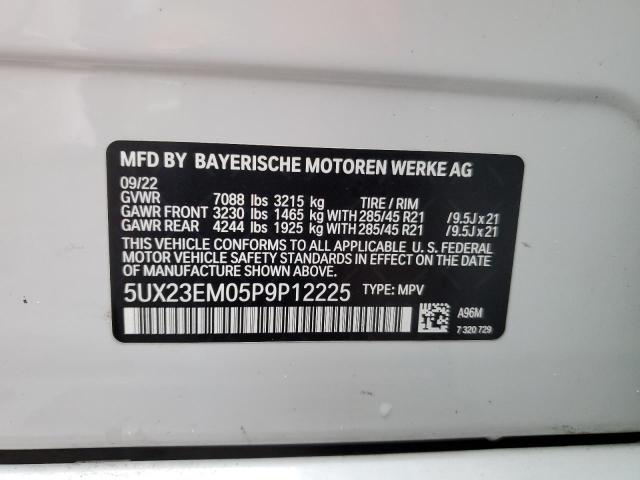 MFD BY BAYERISCHE MOTOREN WERKE AG
09/22
GVWR 7088 lbs 3215 kg TIRE / RIM
GAWR FRONT 3230 lbs 1465 kg WITH 285/45 R21 /9.5J x 21
GAWR REAR 4244 lbs 1925 kg WITH 285/45 R21 /9.5J x 21
THIS VEHICLE CONFORMS TO ALL APPLICABLE U. S. FEDERAL
MOTOR VEHICLE SAFETY STANDARDS IN EFFECT ON THE DATE
OF MANUFACTURE SHOWN ABOVE.
5UX23EM05P9P12225 TYPE: MPV
A96M
7 320 729